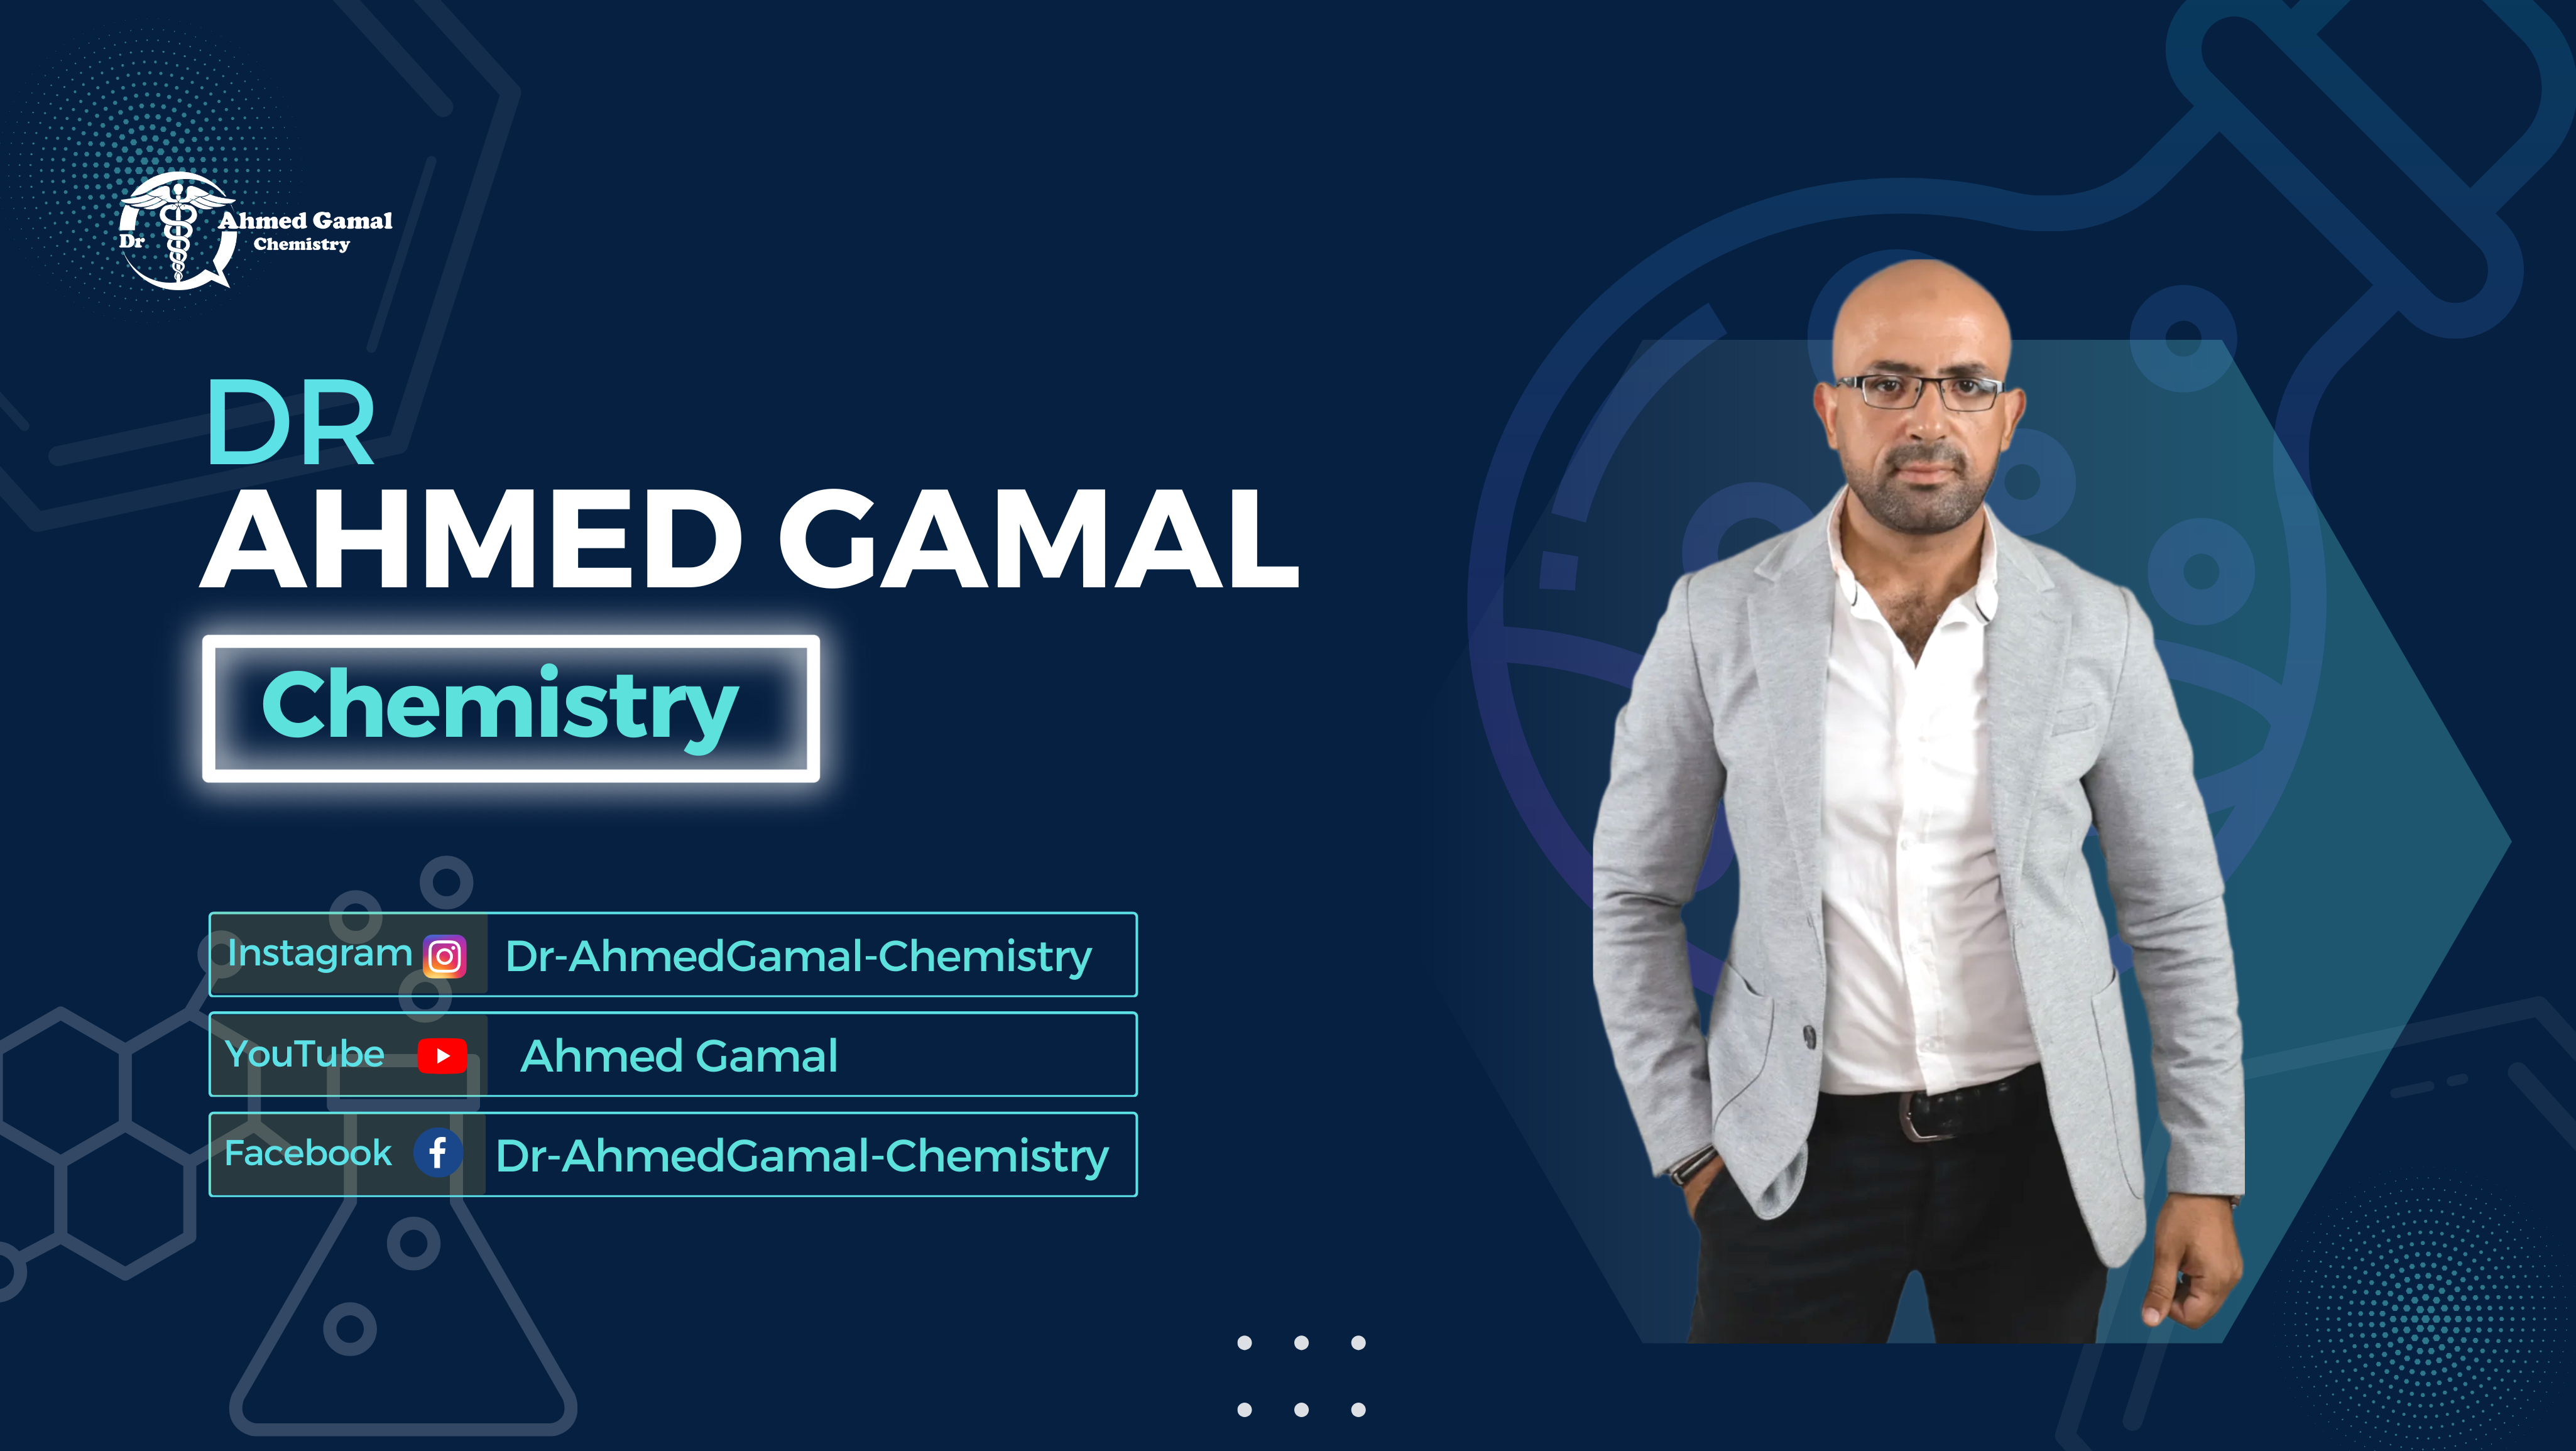 Dr
Ahmed Gamal
Chemistry
DR
AHMED GAMAL
Chemistry
Instagram Dr-AhmedGamal-Chemistry
YouTube Ahmed Gamal
Facebook Dr-AhmedGamal-Chemistry